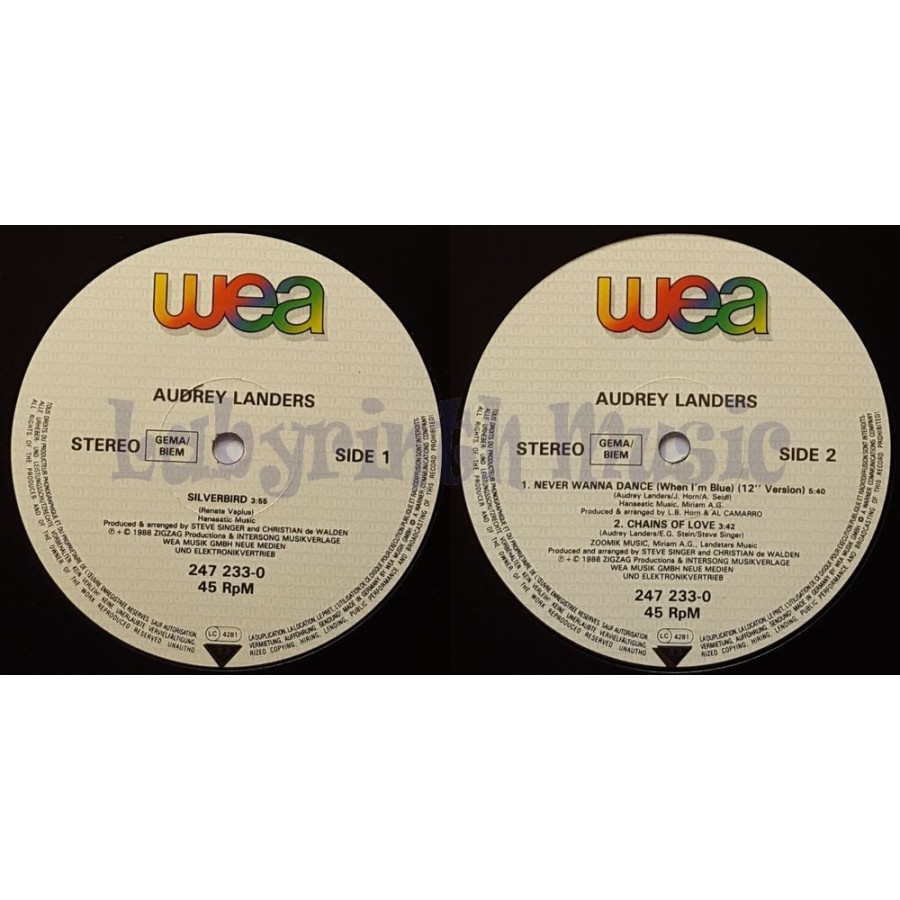 wea
AUDREY LANDERS
STEREO
GEMA/
BIEM
SIDE 1
SILVERBIRD 3:55
(Renate Vaplus)
Hanseatic Music
Produced & arranged by STEVE SINGER and CHRISTIAN de WALDEN
℗ + © 1988 ZIGZAG Productions & INTERSONG MUSIKVERLAGE
WEA MUSIK GMBH NEUE MEDIEN
UND ELEKTRONIKVERTRIEB
247 233-0
45 RpM
LC 4281
wea
AUDREY LANDERS
STEREO
GEMA/
BIEM
SIDE 2
1. NEVER WANNA DANCE (When I'm Blue) (12'' Version) 5:40
(Audrey Landers/J. Horn/A. Seidl)
Hanseatic Music, Miriam A.G.
Produced & arranged by L.B. Horn & AL CAMARRO
2. CHAINS OF LOVE 3:42
(Audrey Landers/E.G. Stein/Steve Singer)
ZOOMIK MUSIC, Miriam A.G., Landstars Music
Produced and arranged by STEVE SINGER and CHRISTIAN de WALDEN
℗ + © 1988 ZIGZAG Productions & INTERSONG MUSIKVERLAGE
WEA MUSIK GMBH NEUE MEDIEN
UND ELEKTRONIKVERTRIEB
247 233-0
45 RpM
LC 4281
Labyrinth Music